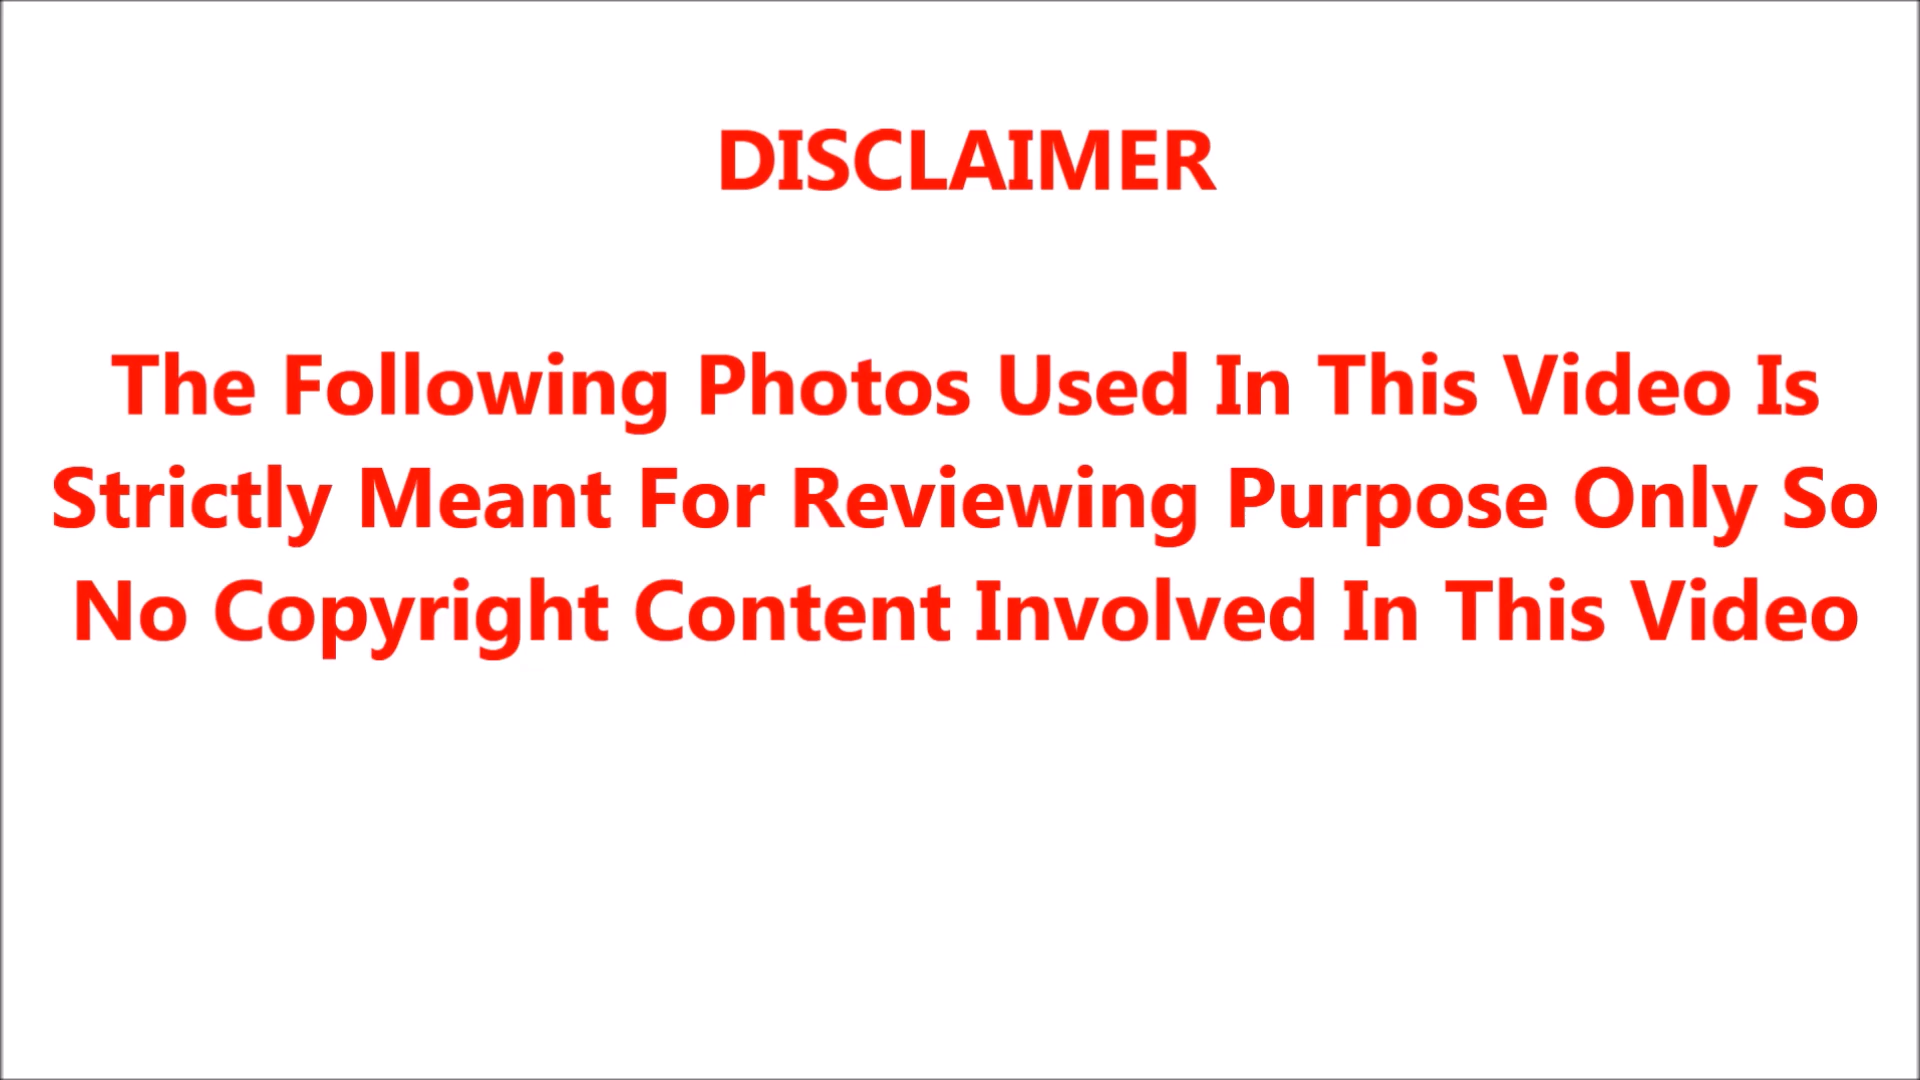 DISCLAIMER
The Following Photos Used In This Video Is
Strictly Meant For Reviewing Purpose Only So
No Copyright Content Involved In This Video